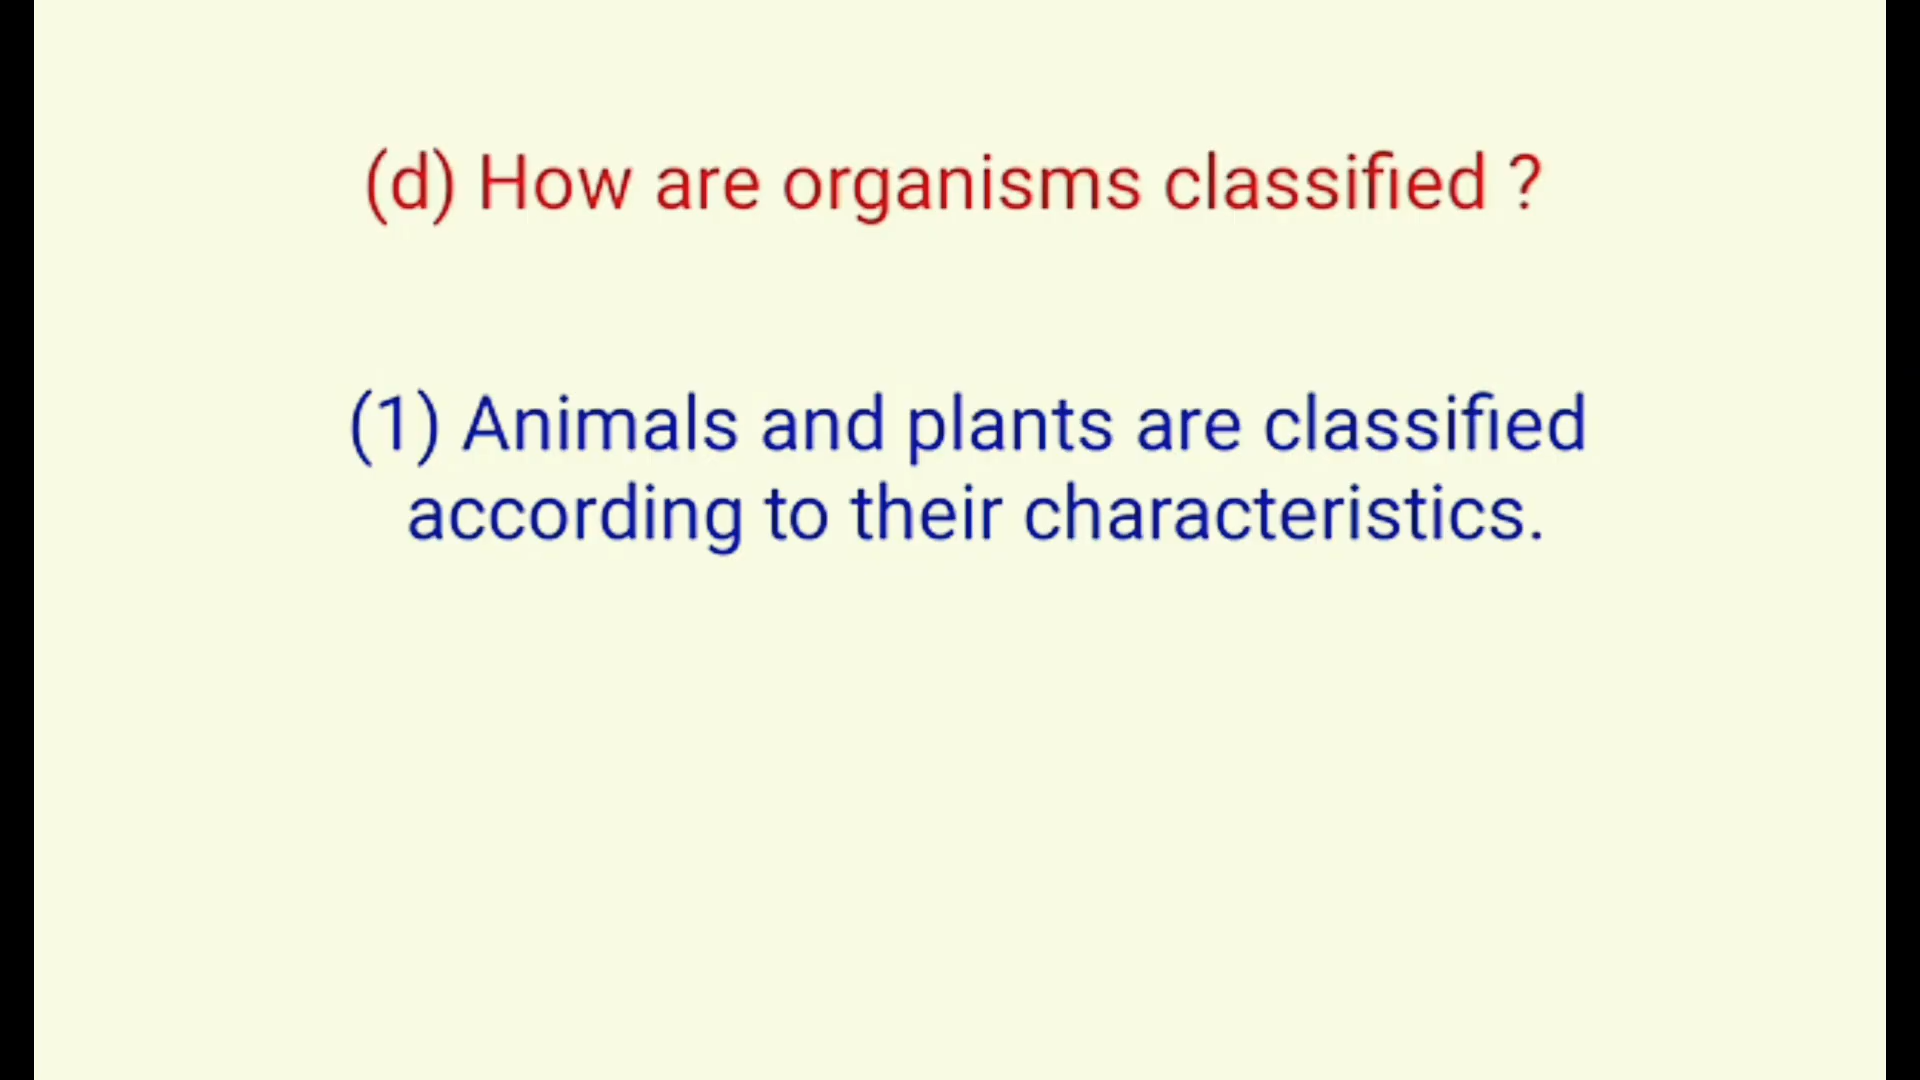 (d) How are organisms classified ?
(1) Animals and plants are classified
according to their characteristics.